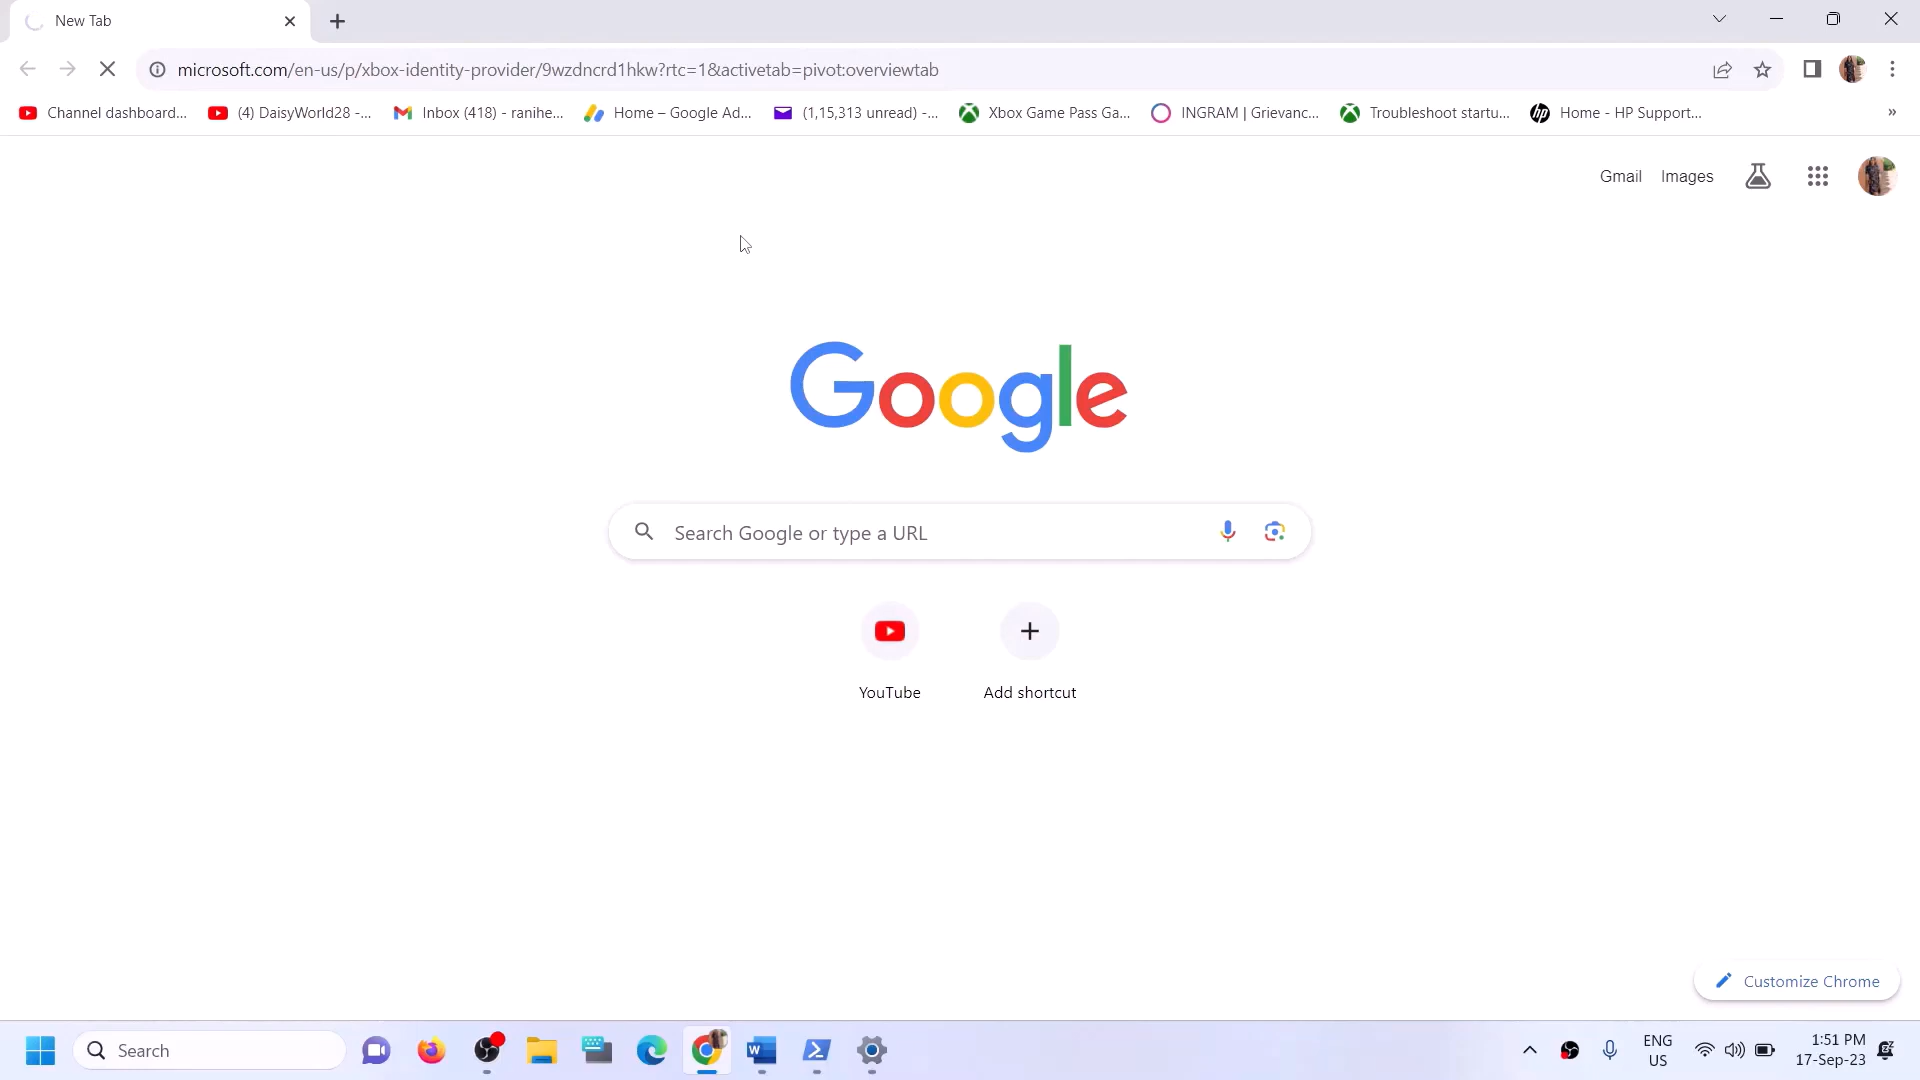 New Tab
microsoft.com/en-us/p/xbox-identity-provider/9wzdncrd1hkw?rtc=1&activetab=pivot:overviewtab
Channel dashboard... (4) DaisyWorld28 -... Inbox (418) - ranihe... Home – Google Ad... (1,15,313 unread) -... Xbox Game Pass Ga... INGRAM | Grievanc... Troubleshoot startu... Home - HP Support... »
Gmail Images
Google
Search Google or type a URL
YouTube Add shortcut
Customize Chrome
Search
ENG
US
1:51 PM
17-Sep-23